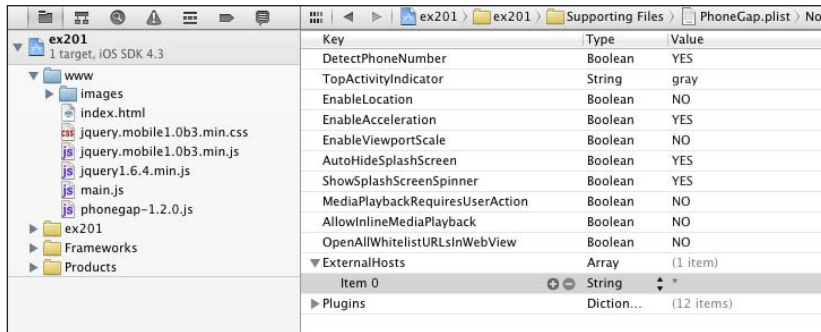 ex201
1 target, iOS SDK 4.3
www
images
index.html
css jquery.mobile1.0b3.min.css
js jquery.mobile1.0b3.min.js
js jquery1.6.4.min.js
js main.js
js phonegap-1.2.0.js
ex201
Frameworks
Products
ex201 ex201 Supporting Files PhoneGap.plist No
Key Type Value
DetectPhoneNumber Boolean YES
TopActivityIndicator String gray
EnableLocation Boolean NO
EnableAcceleration Boolean YES
EnableViewportScale Boolean NO
AutoHideSplashScreen Boolean YES
ShowSplashScreenSpinner Boolean YES
MediaPlaybackRequiresUserAction Boolean NO
AllowInlineMediaPlayback Boolean NO
OpenAllWhitelistURLsInWebView Boolean NO
ExternalHosts Array (1 item)
Item 0 String *
Plugins Diction... (12 items)